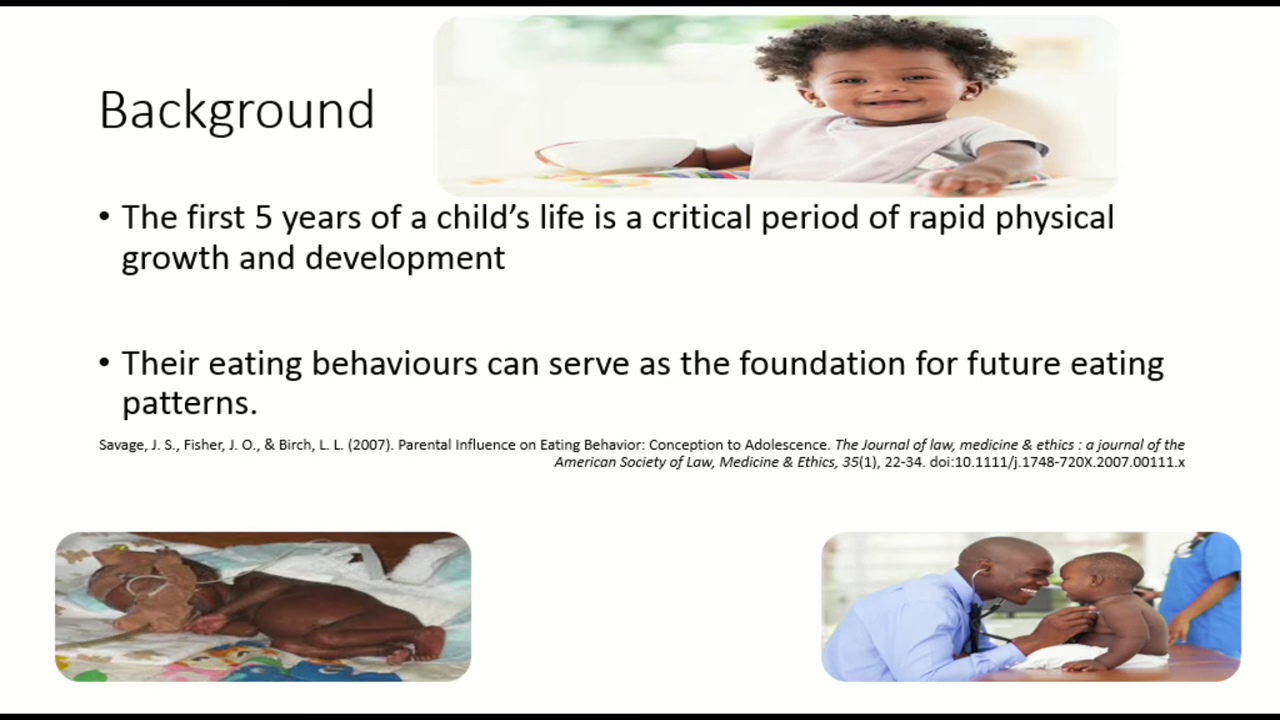 Background
• The first 5 years of a child's life is a critical period of rapid physical
growth and development
• Their eating behaviours can serve as the foundation for future eating
patterns.
Savage, J. S., Fisher, J. O., & Birch, L. L. (2007). Parental Influence on Eating Behavior: Conception to Adolescence. The Journal of law, medicine & ethics : a journal of the
American Society of Law, Medicine & Ethics, 35(1), 22-34. doi:10.1111/j.1748-720X.2007.00111.x